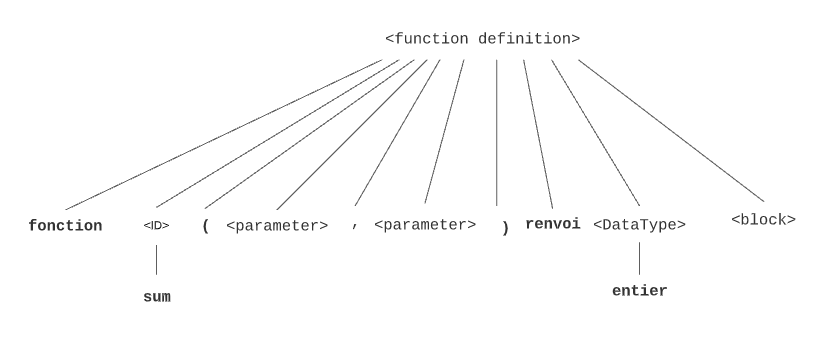 <function definition>
fonction <ID> ( <parameter> , <parameter> ) renvoi <DataType> <block>
sum entier